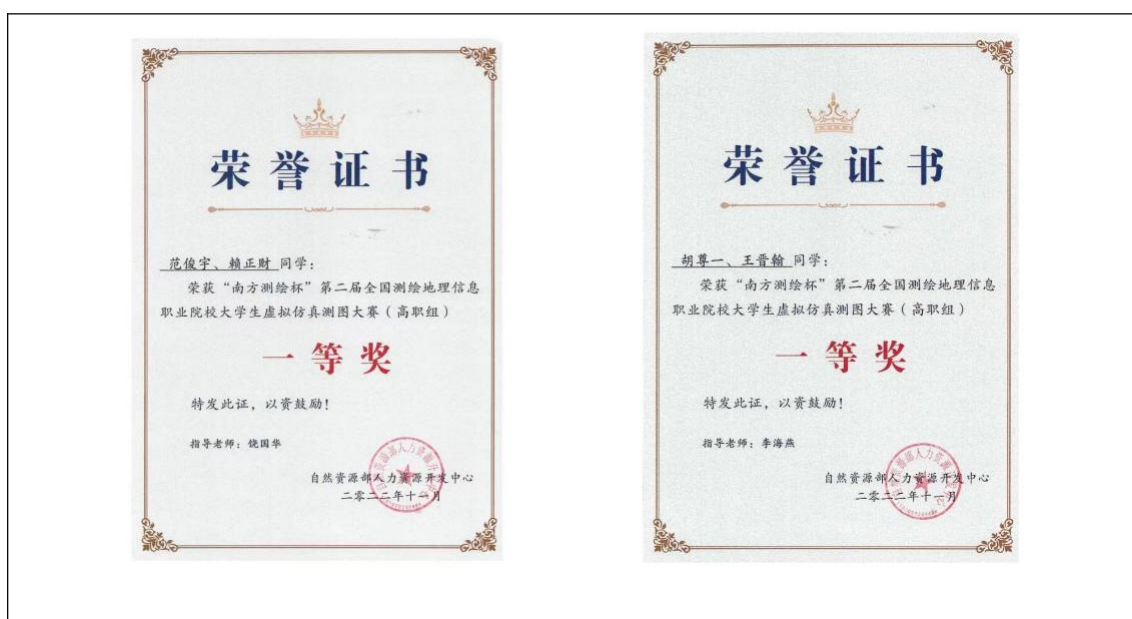 荣誉证书
范俊宇、赖正财 同学：
荣获“南方测绘杯”第二届全国测绘地理信息
职业院校大学生虚拟仿真测图大赛（高职组）
一等奖
特发此证，以资鼓励！
指导老师：饶国华
自然资源部人力资源开发中心
二零二二年十一月
荣誉证书
胡尊一、王晋翰 同学：
荣获“南方测绘杯”第二届全国测绘地理信息
职业院校大学生虚拟仿真测图大赛（高职组）
一等奖
特发此证，以资鼓励！
指导老师：李海燕
自然资源部人力资源开发中心
二零二二年十一月